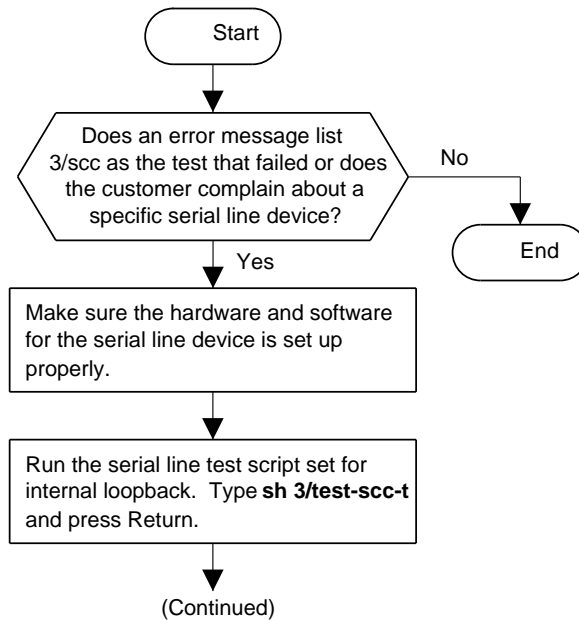 Start
Does an error message list
3/scc as the test that failed or does
the customer complain about a
specific serial line device?
No
End
Yes
Make sure the hardware and software
for the serial line device is set up
properly.
Run the serial line test script set for
internal loopback. Type sh 3/test-scc-t
and press Return.
(Continued)